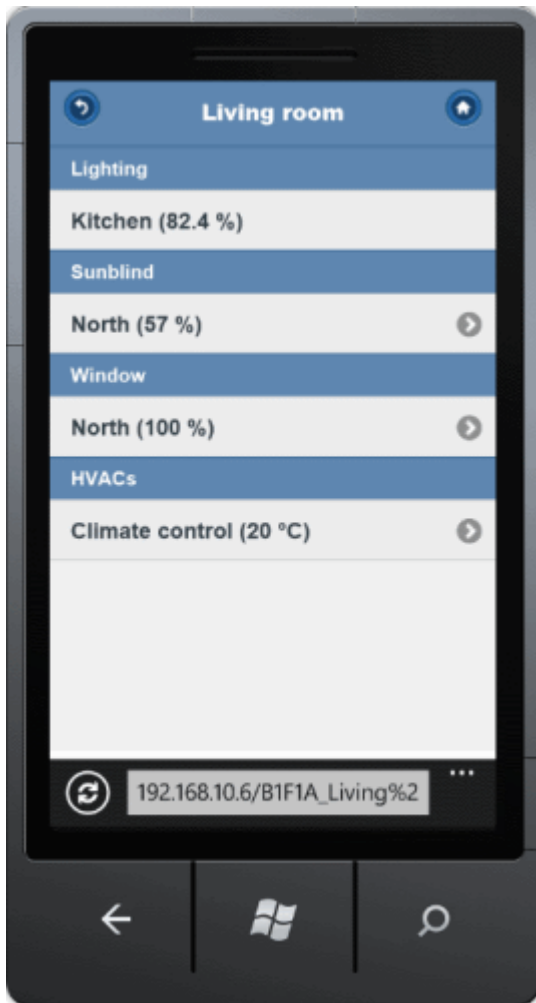 Living room
Lighting
Kitchen (82.4 %)
Sunblind
North (57 %)
Window
North (100 %)
HVACs
Climate control (20 ºC)
192.168.10.6/B1F1A_Living%2